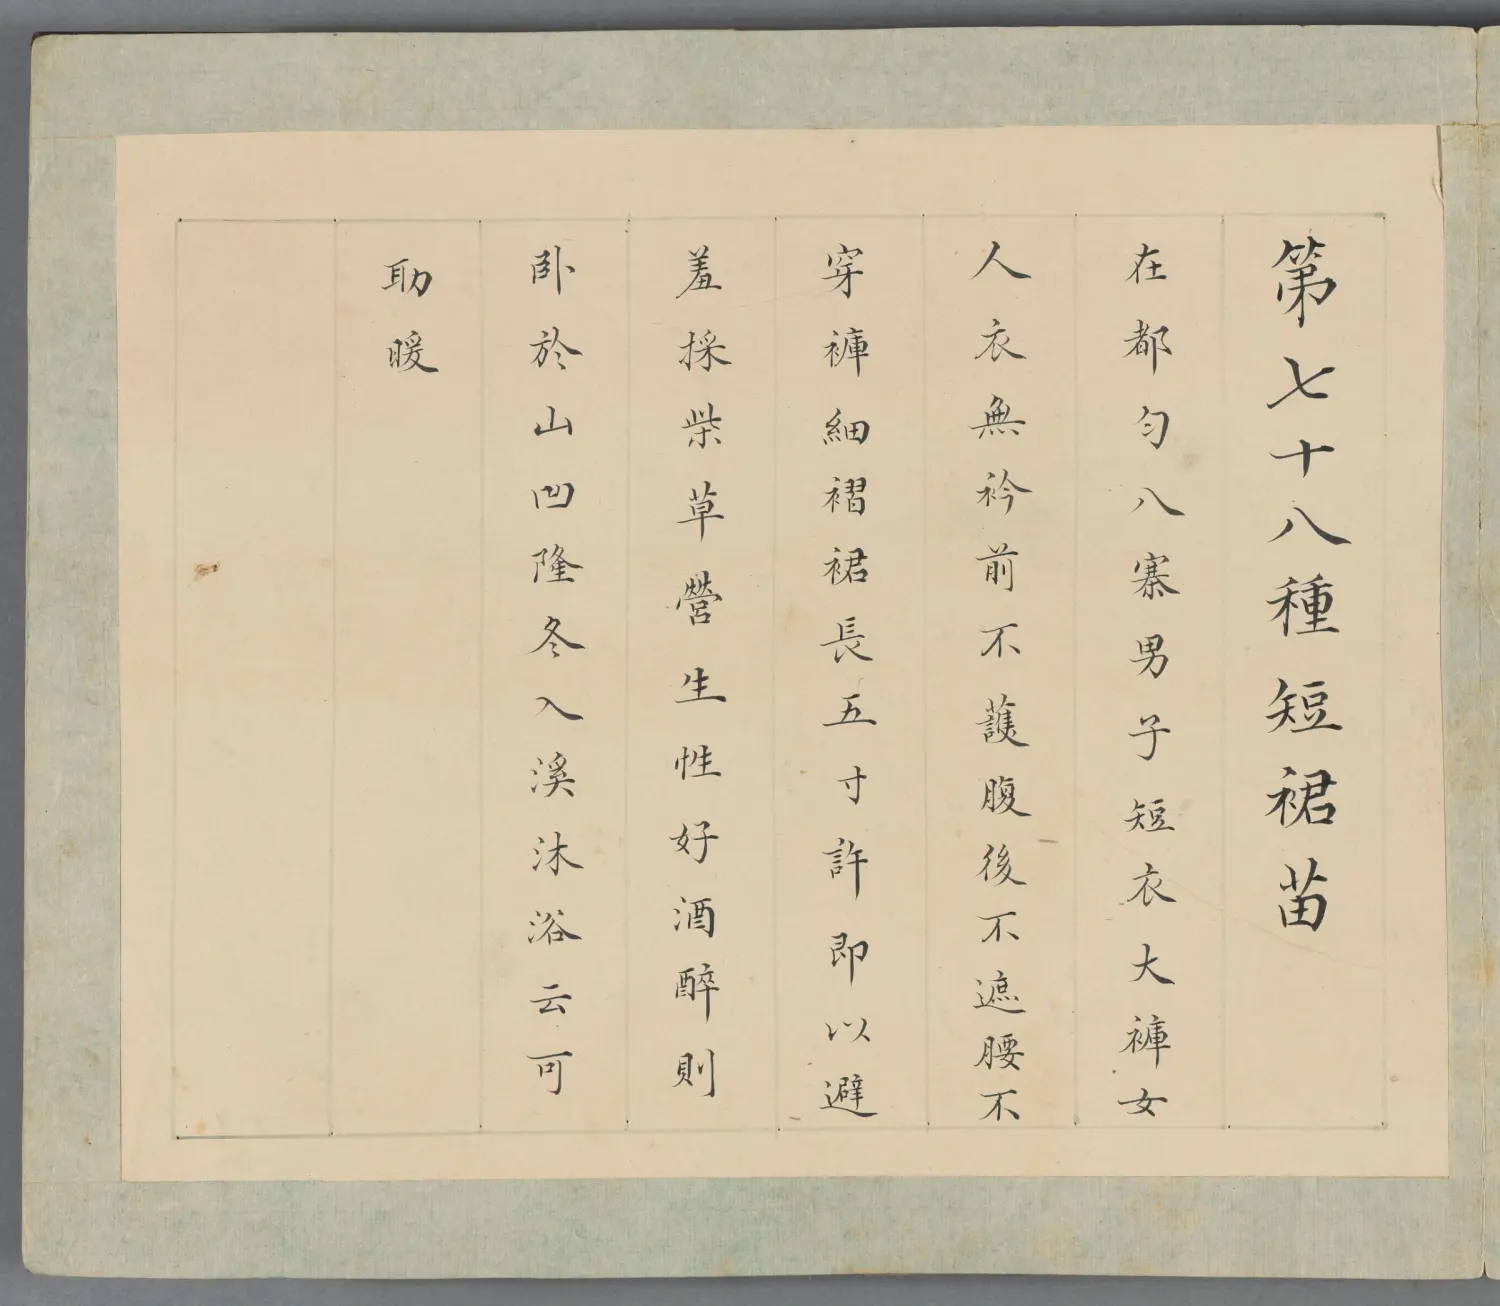 第七十八種短裙苗
在都匀八寨男子短衣大褲女
人衣無衿前不護腹後不遮腰不
穿褲細褶裙長五寸許即以避
羞採柴草營生性好酒醉則
卧於山凹隆冬入溪沐浴云可
助暖